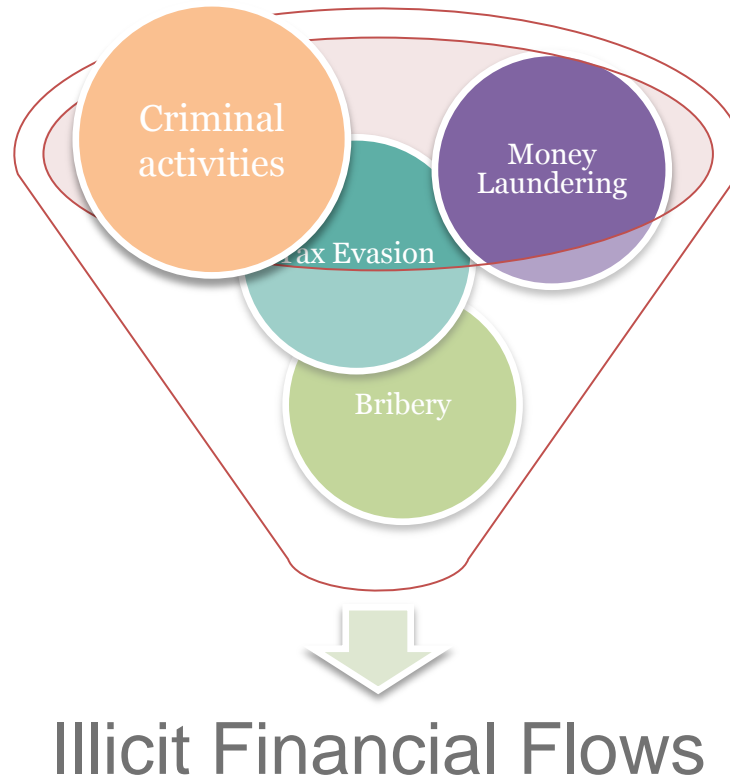 Criminal
activities
Money
Laundering
Tax Evasion
Bribery
Illicit Financial Flows